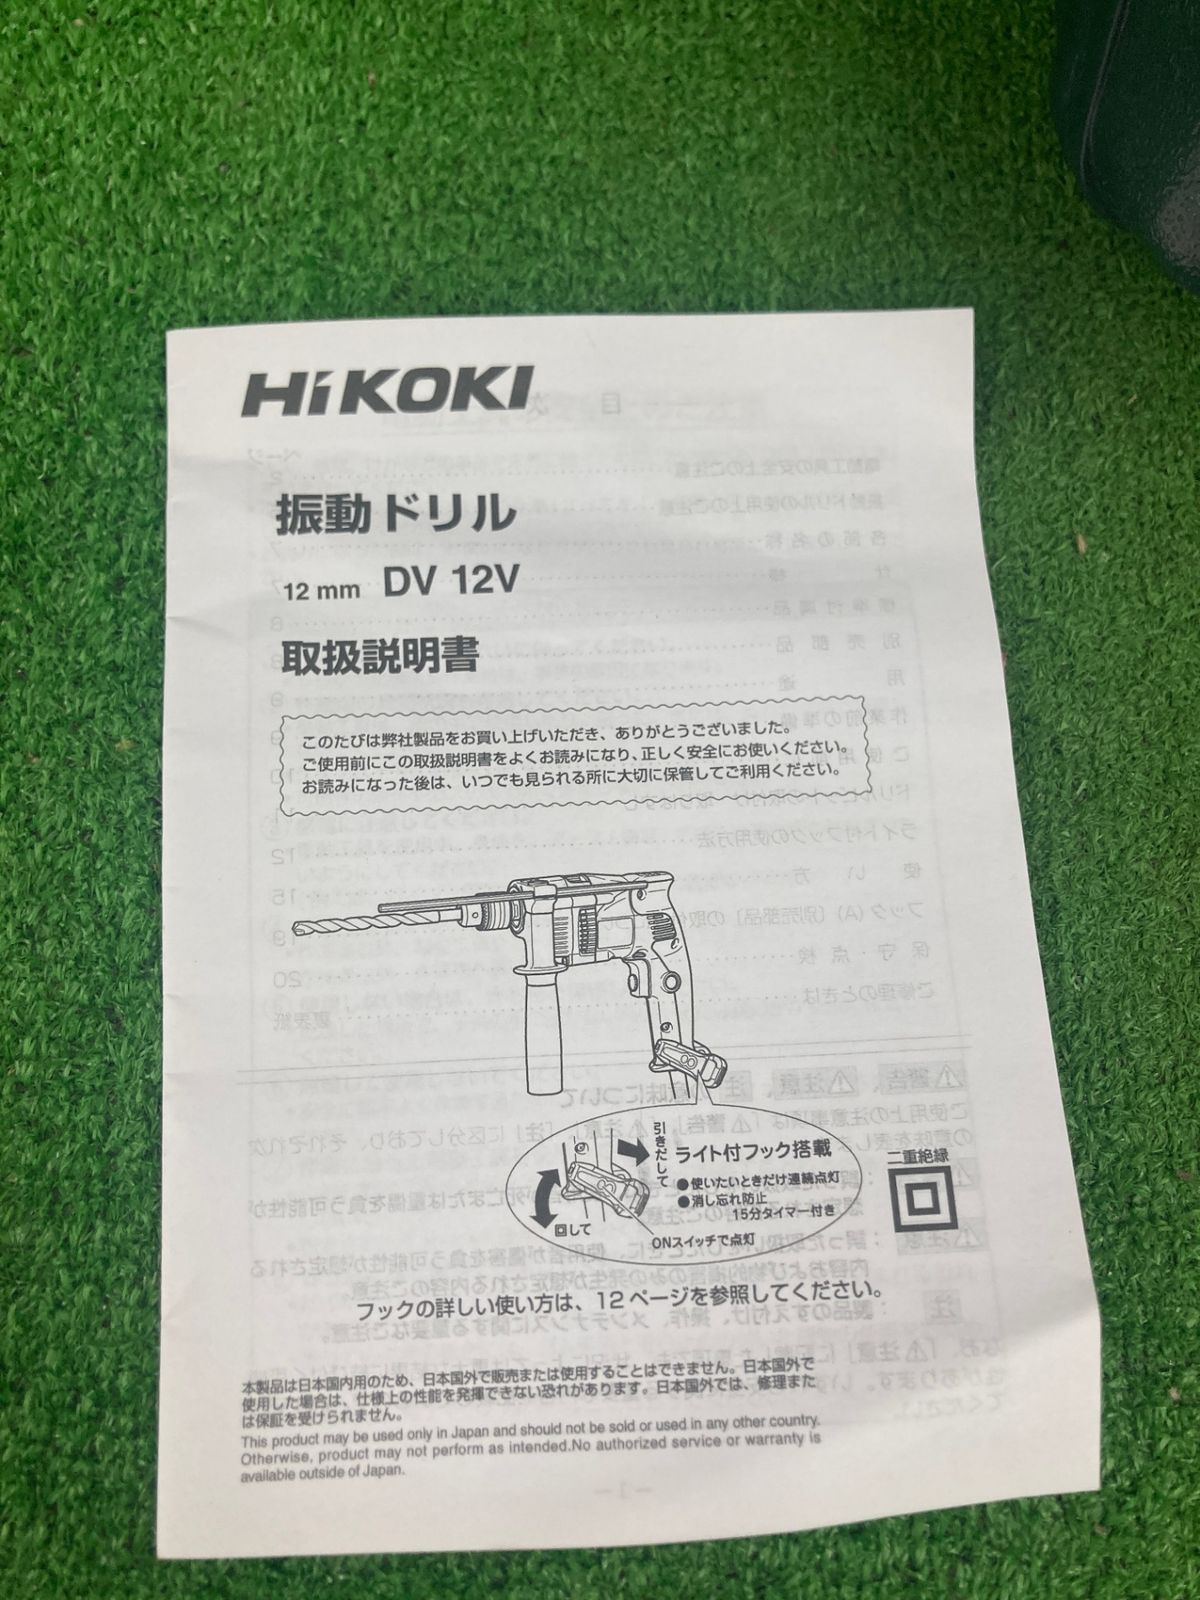 HiKOKI
振動ドリル
12 mm DV 12V
取扱説明書
このたびは弊社製品をお買い上げいただき、ありがとうございました。
ご使用前にこの取扱説明書をよくお読みになり、正しく安全にお使いください。
お読みになった後は、いつでも見られる所に大切に保管してご利用ください。
引きだして
ライト付フック搭載
●使いたいときだけ連続点灯
●消し忘れ防止
15分タイマー付き
回して
ONスイッチで点灯
二重絶縁
フックの詳しい使い方は、12ページを参照してください。
本製品は日本国内用のため、日本国外で販売または使用することはできません。日本国外で
使用した場合は、仕様上の性能を発揮できない恐れがあります。日本国外では、修理また
は保証を受けられません。
This product may be used only in Japan and should not be sold or used in any other country.
Otherwise, product may not perform as intended.No authorized service or warranty is
available outside of Japan.